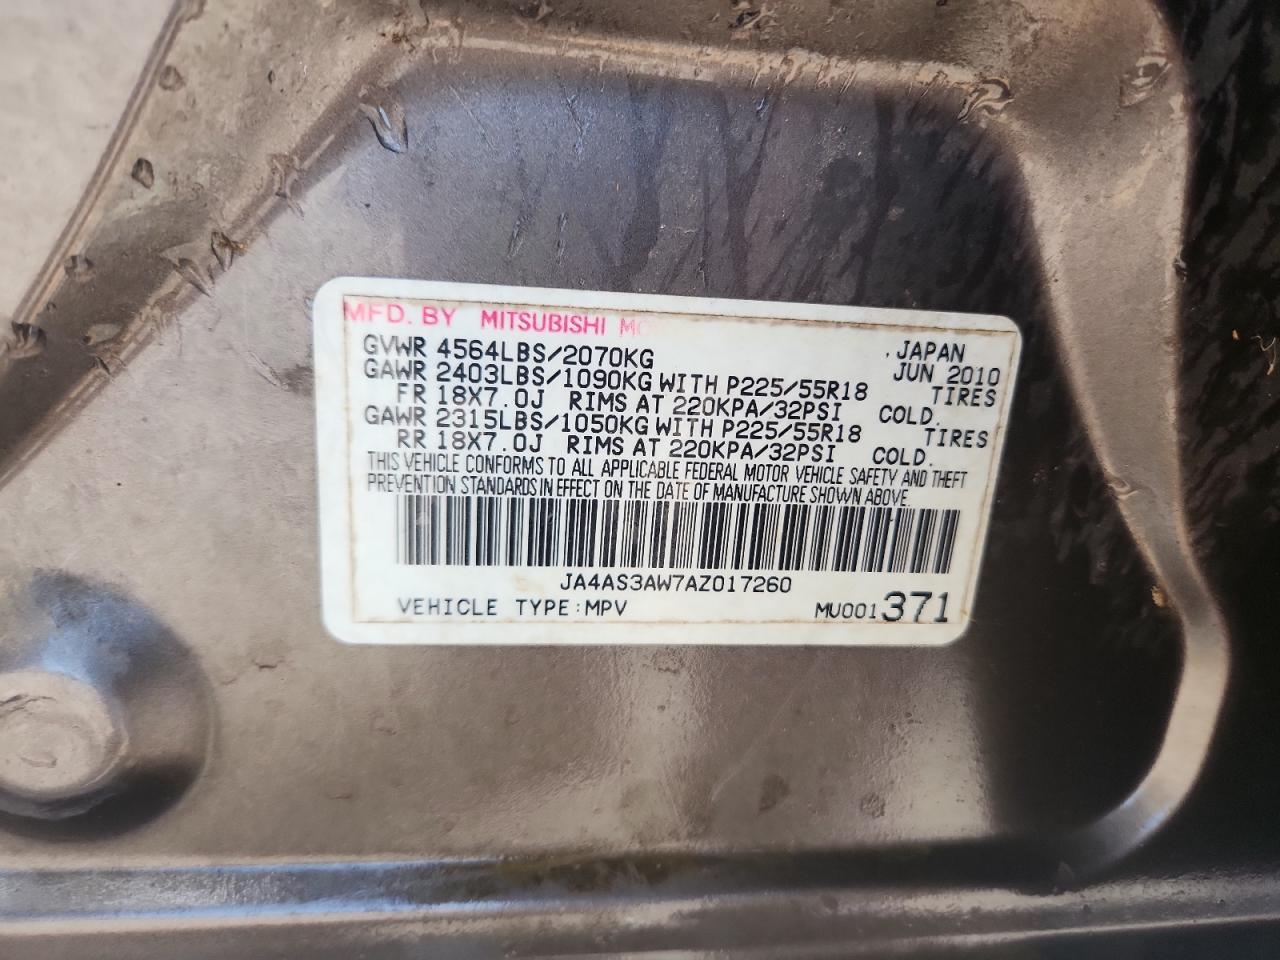 MFD. BY MITSUBISHI
GVWR 4564LBS/2070KG JAPAN
GAWR 2403LBS/1090KG WITH P225/55R18 JUN 2010
FR 18X7.0J RIMS AT 220KPA/32PSI TIRES COLD.
GAWR 2315LBS/1050KG WITH P225/55R18 TIRES
RR 18X7.0J RIMS AT 220KPA/32PSI COLD.
THIS VEHICLE CONFORMS TO ALL APPLICABLE FEDERAL MOTOR VEHICLE SAFETY AND THEFT
PREVENTION STANDARDS IN EFFECT ON THE DATE OF MANUFACTURE SHOWN ABOVE.
JA4AS3AW7AZ017260
VEHICLE TYPE:MPV MU001371